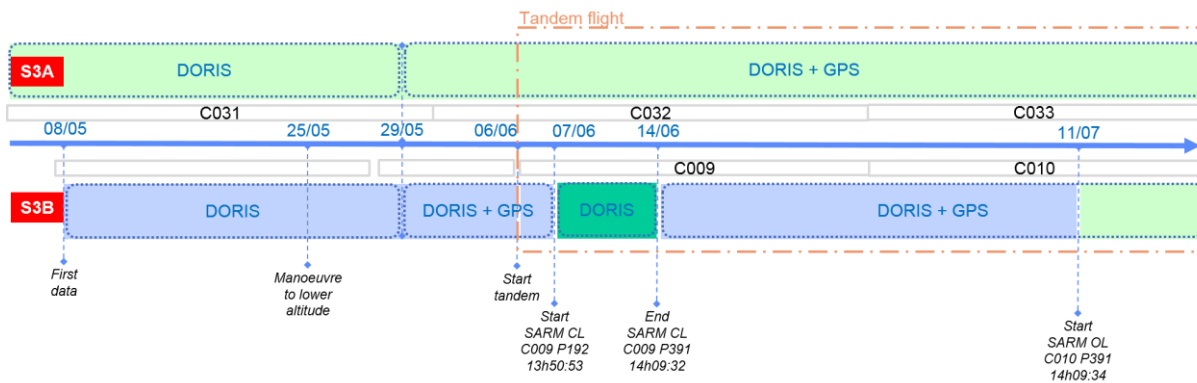 Tandem flight
S3A
DORIS
DORIS + GPS
C031
C032
C033
08/05
25/05
29/05
06/06
07/06
14/06
11/07
C009
C010
S3B
DORIS
DORIS + GPS
DORIS
DORIS + GPS
First
data
Manoeuvre
to lower
altitude
Start
tandem
Start
SARM CL
C009 P192
13h50:53
End
SARM CL
C009 P391
14h09:32
Start
SARM OL
C010 P391
14h09:34